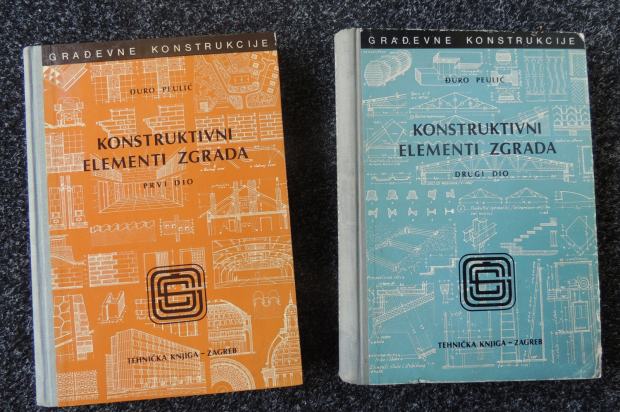 GRAĐEVNE KONSTRUKCIJE
ĐURO PEULIĆ
KONSTRUKTIVNI
ELEMENTI ZGRADA
PRVI DIO
TEHNIČKA KNJIGA – ZAGREB
GRAĐEVNE KONSTRUKCIJE
ĐURO PEULIĆ
KONSTRUKTIVNI
ELEMENTI ZGRADA
DRUGI DIO
TEHNIČKA KNJIGA – ZAGREB